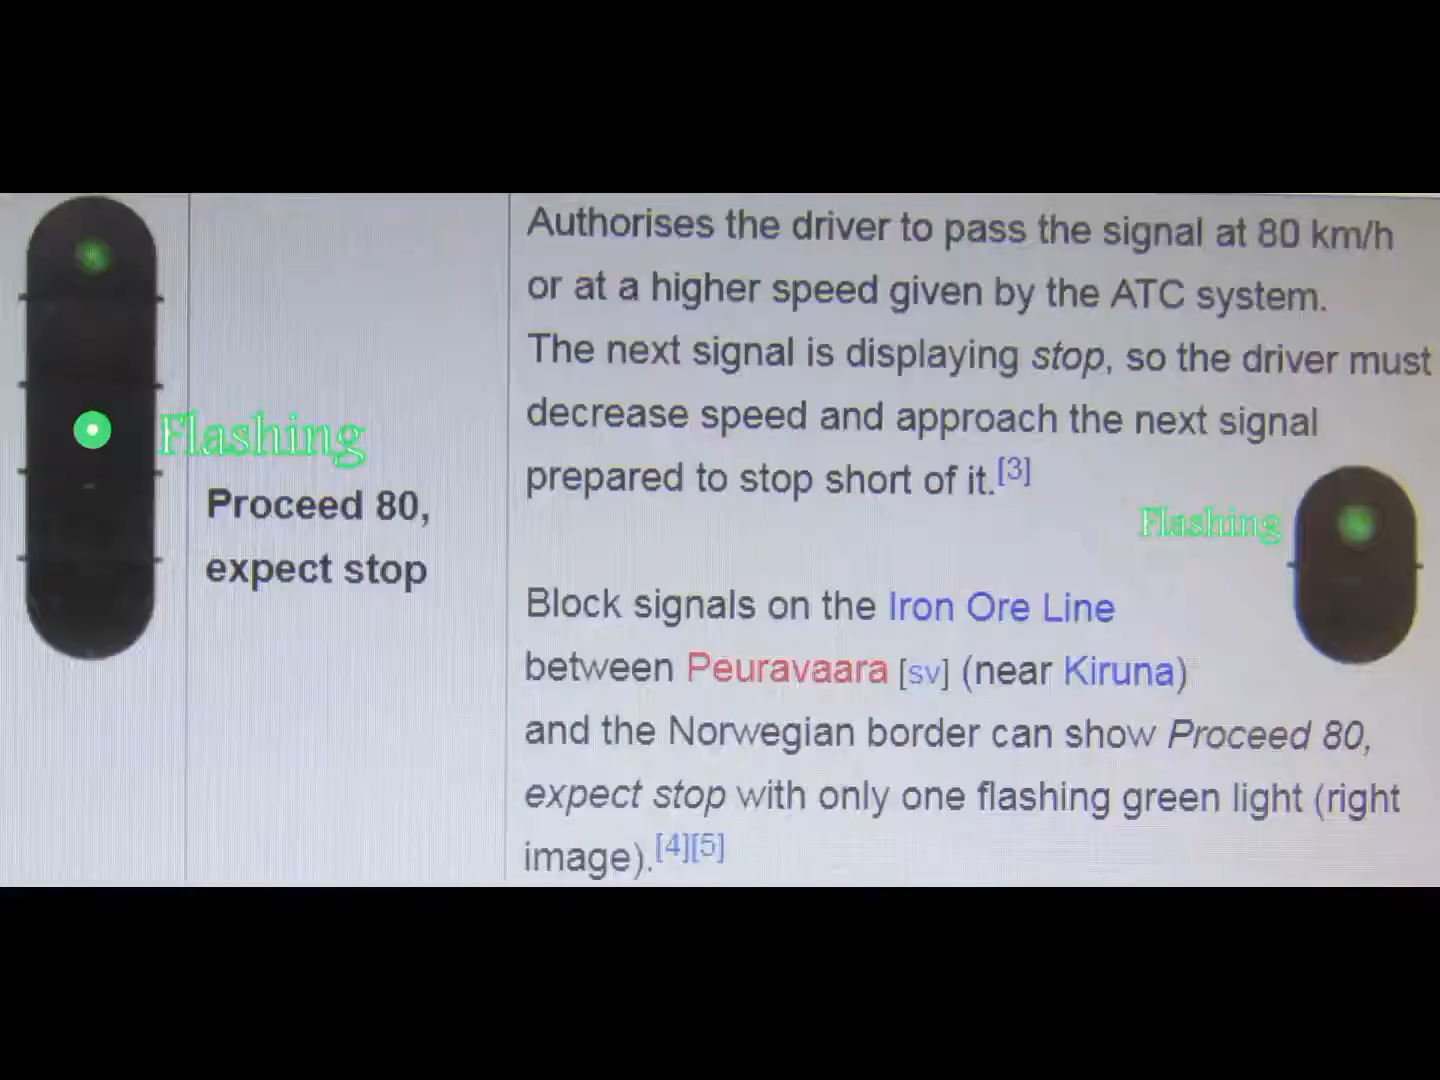 Authorises the driver to pass the signal at 80 km/h
or at a higher speed given by the ATC system.
The next signal is displaying stop, so the driver must
decrease speed and approach the next signal
prepared to stop short of it.[3]
Flashing
Proceed 80,
expect stop
Flashing
Block signals on the Iron Ore Line
between Peuravaara [sv] (near Kiruna)
and the Norwegian border can show Proceed 80,
expect stop with only one flashing green light (right
image).[4][5]